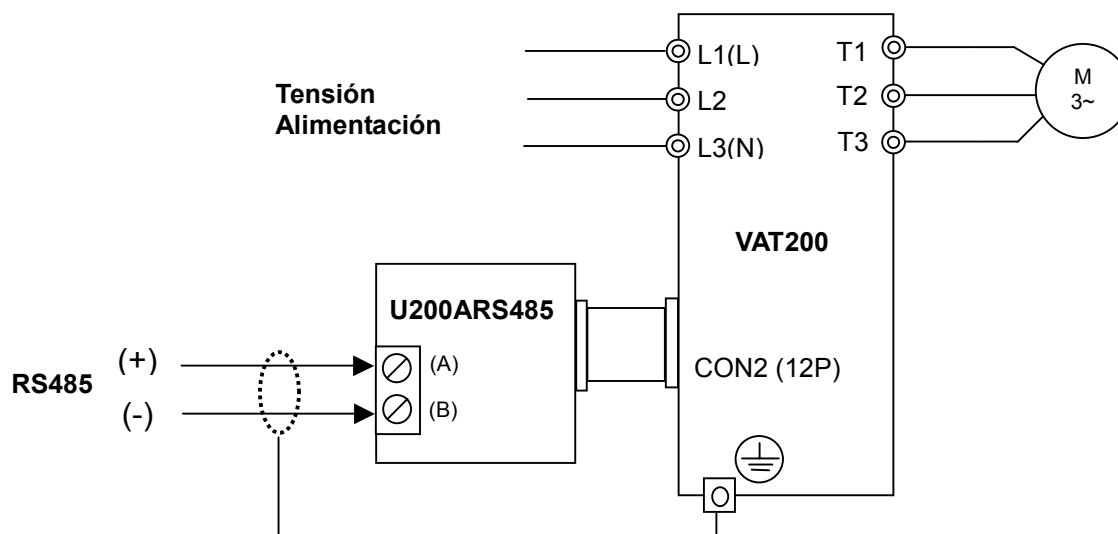 Tensión
Alimentación
L1(L)
L2
L3(N)
T1
T2
T3
M
3~
VAT200
U200ARS485
CON2 (12P)
RS485
(+)
(-)
(A)
(B)